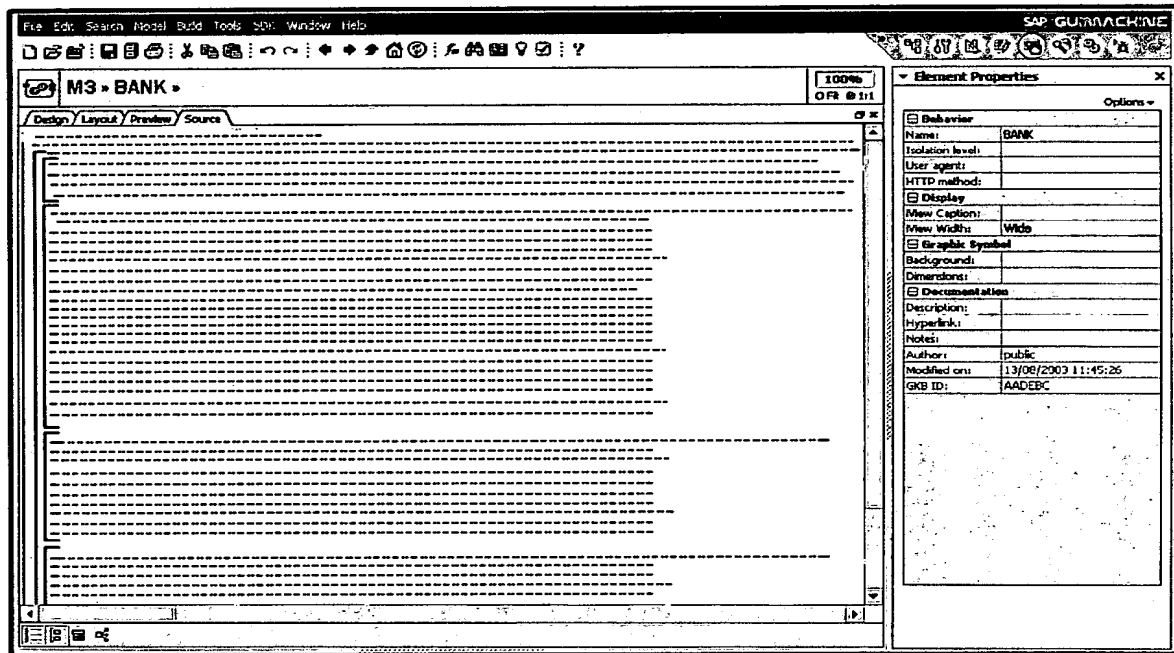 File Edit Search Model Build Tools SDK Window Help
SAP GUIMACHINE
M3 » BANK »
100%
Fit 1:1
Design Layout Preview Source
Element Properties
Options
Behavior
Name: BANK
Isolation level:
User agent:
HTTP method:
Display
View Caption:
View Width: Wide
Graphic Symbol
Background:
Dimensions:
Documentation
Description:
Hyperlink:
Notes:
Author: public
Modified on: 13/08/2003 11:45:26
GKB ID: AADEBC